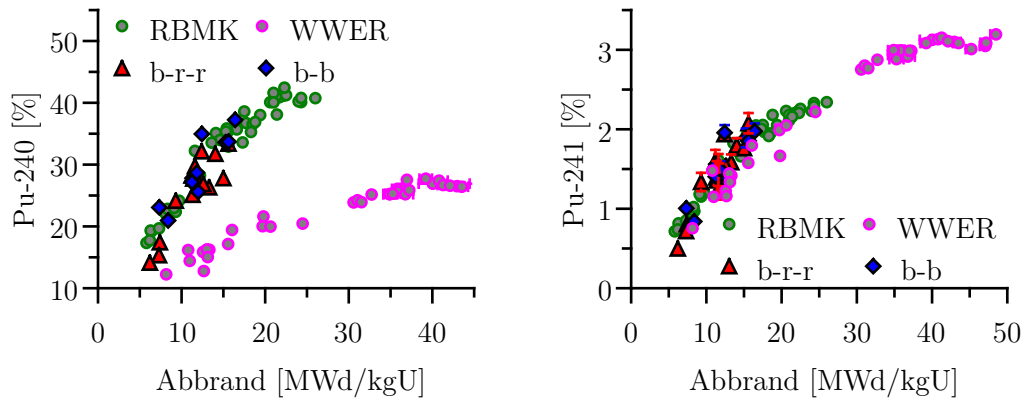 50
40
30
20
10
Pu-240 [%]
RBMK WWER
b-r-r b-b
0 10 20 30 40
Abbrand [MWd/kgU]
3
2
1
0
Pu-241 [%]
RBMK WWER
b-r-r b-b
0 10 20 30 40 50
Abbrand [MWd/kgU]